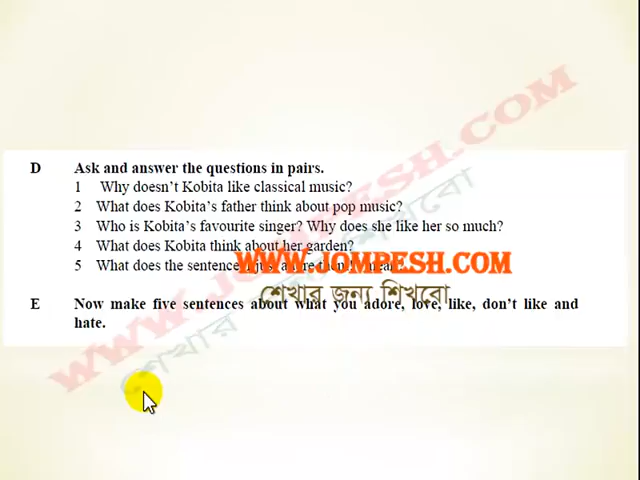 D Ask and answer the questions in pairs.
1 Why doesn't Kobita like classical music?
2 What does Kobita's father think about pop music?
3 Who is Kobita's favourite singer? Why does she like her so much?
4 What does Kobita think about her garden?
5 What does the sentence
WWW.JOMPESH.COM
শেখার জন্য শিখবো
E Now make five sentences about what you adore, love, like, don't like and
hate.
WWW.JOMPESH.COM
শেখার জন্য শিখবো